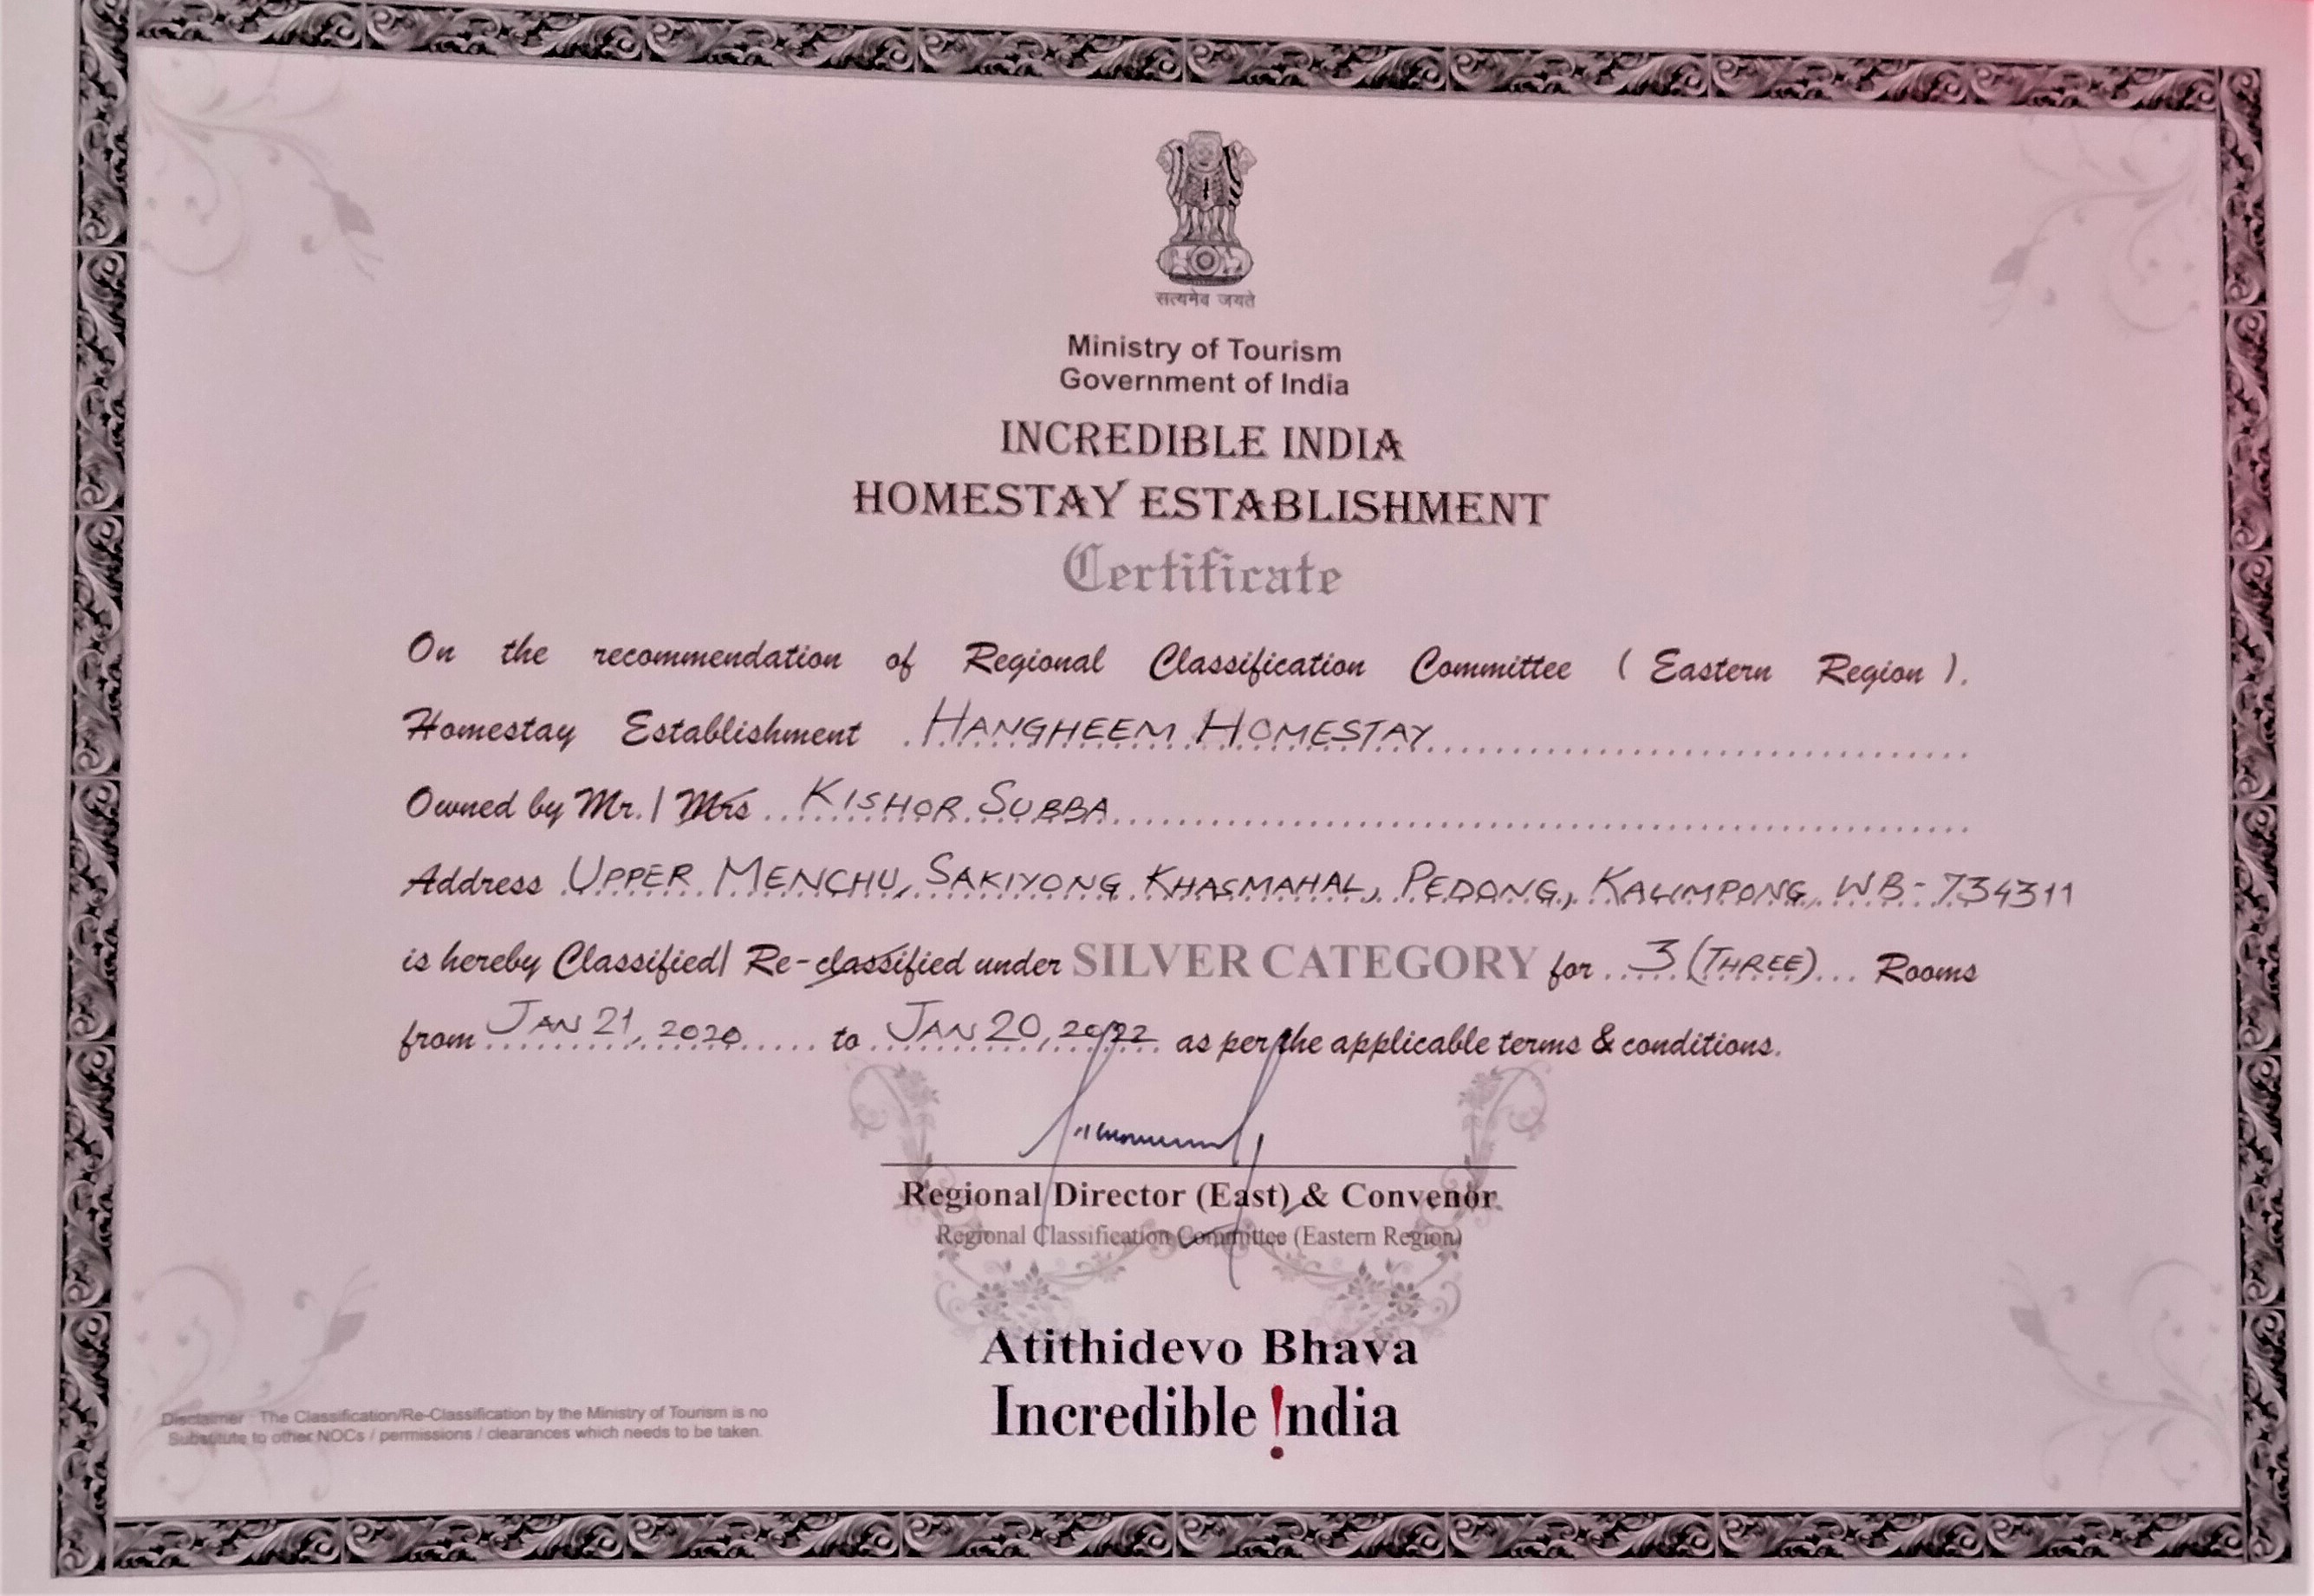 सत्यमेव जयते
Ministry of Tourism
Government of India
INCREDIBLE INDIA
HOMESTAY ESTABLISHMENT
Certificate
On the recommendation of Regional Classification Committee ( Eastern Region ).
Homestay Establishment HANGHEEM HOMESTAY
Owned by Mr. / Mrs KISHOR SUBBA
Address UPPER MENCHU, SAKIYONG KHASMAHAL, PEDONG, KALIMPONG, WB-734311
is hereby Classified/ Re-classified under SILVER CATEGORY for 3 (THREE) Rooms
from JAN 21, 2020 to JAN 20, 2022 as per the applicable terms & conditions.
Regional Director (East) & Convenor
Regional Classification Committee (Eastern Region)
Atithidevo Bhava
Incredible !ndia
Disclaimer : The Classification/Re-Classification by the Ministry of Tourism is no
Substitute to other NOCs / permissions / clearances which needs to be taken.